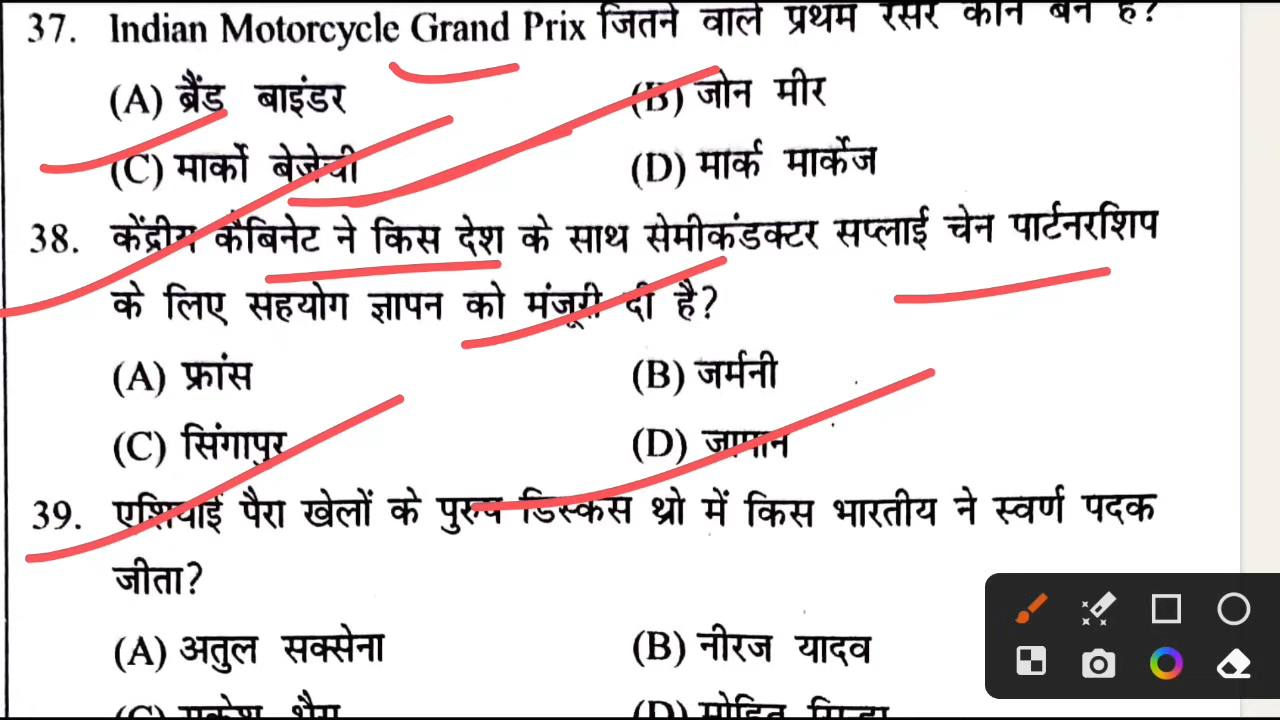 37. Indian Motorcycle Grand Prix जितने वाले प्रथम रेसर कौन बने है?
(A) ब्रैंड बाइंडर (B) जोन मीर
(C) मार्को बेजेची (D) मार्क मार्केज
38. केंद्रीय कैबिनेट ने किस देश के साथ सेमीकंडक्टर सप्लाई चेन पार्टनरशिप
के लिए सहयोग ज्ञापन को मंजूरी दी है?
(A) फ्रांस (B) जर्मनी
(C) सिंगापुर (D) जापान
39. एशियाई पैरा खेलों के पुरुष डिस्कस थ्रो में किस भारतीय ने स्वर्ण पदक
जीता?
(A) अतुल सक्सेना (B) नीरज यादव
(C) (D)